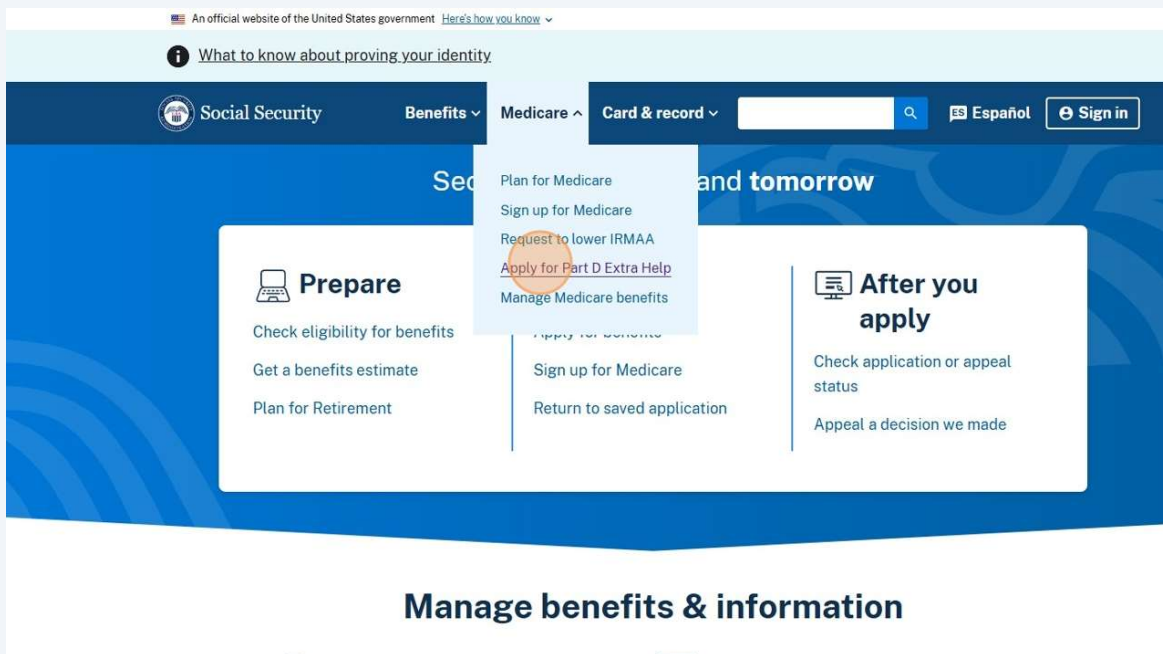 An official website of the United States government Here's how you know
What to know about proving your identity
Social Security
Benefits
Medicare
Card & record
ES Español
Sign in
Plan for Medicare
Sign up for Medicare
Request to lower IRMAA
Apply for Part D Extra Help
Manage Medicare benefits
and tomorrow
Prepare
Check eligibility for benefits
Get a benefits estimate
Plan for Retirement
Sign up for Medicare
Return to saved application
After you
apply
Check application or appeal
status
Appeal a decision we made
Manage benefits & information